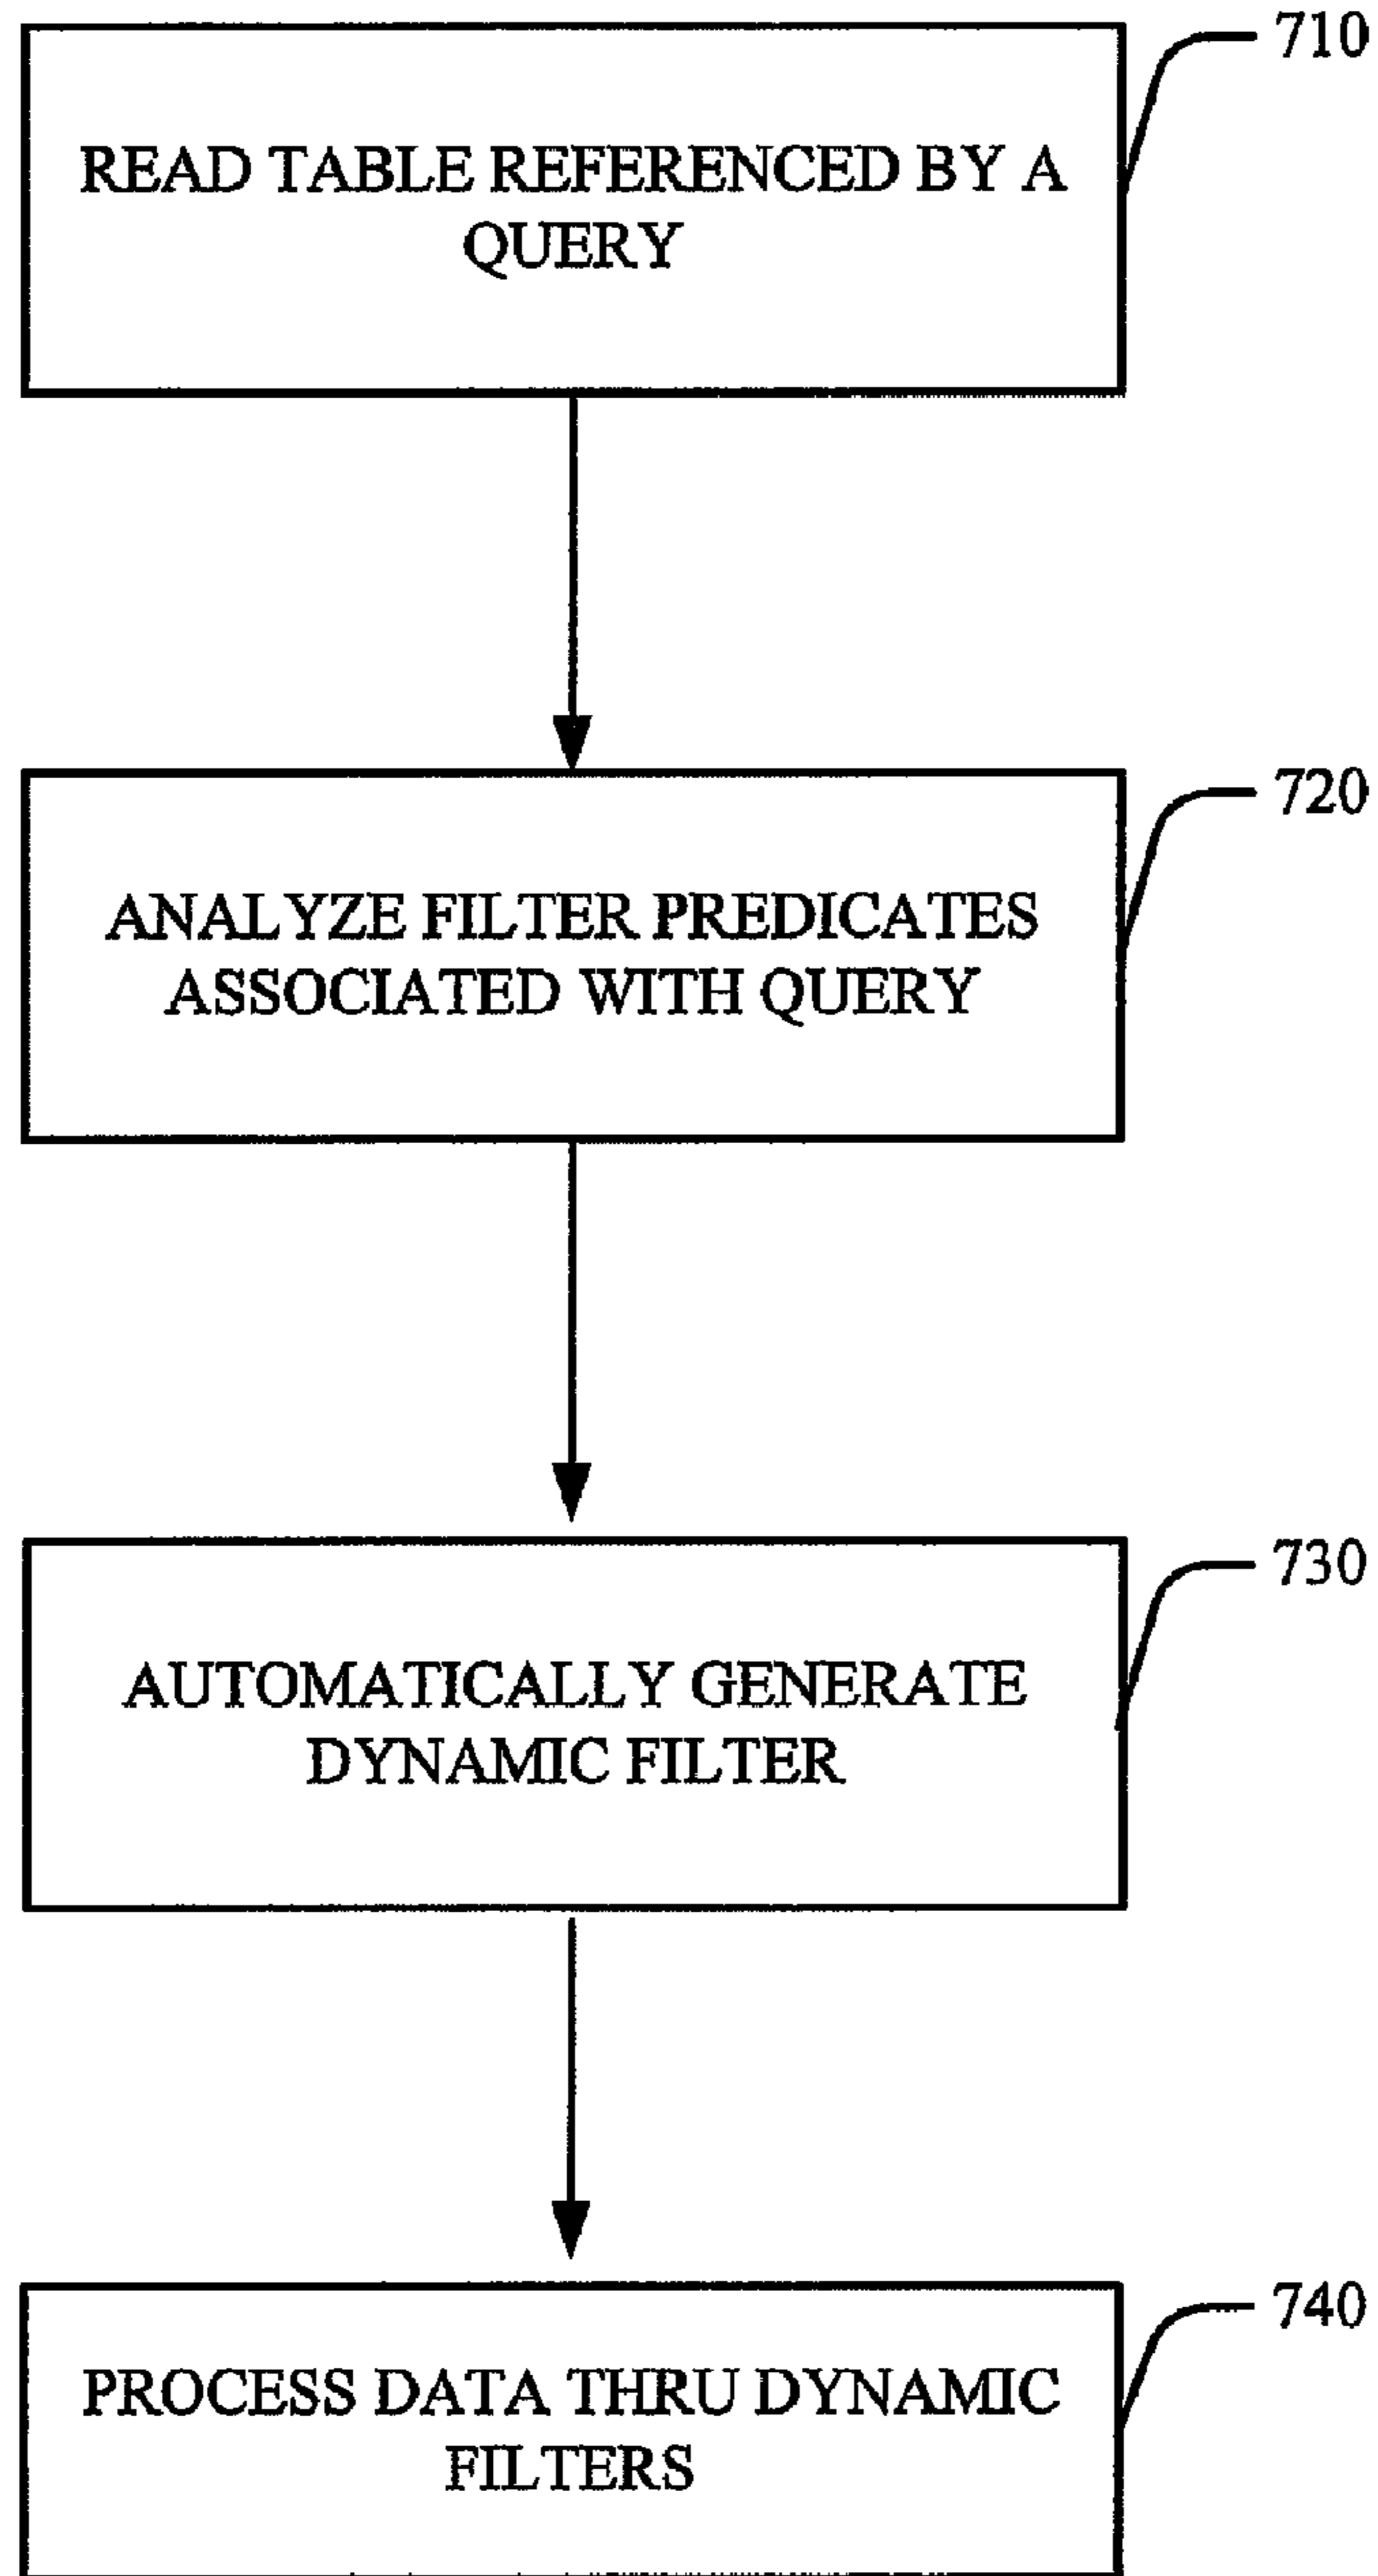 710
READ TABLE REFERENCED BY A
QUERY
720
ANALYZE FILTER PREDICATES
ASSOCIATED WITH QUERY
730
AUTOMATICALLY GENERATE
DYNAMIC FILTER
740
PROCESS DATA THRU DYNAMIC
FILTERS